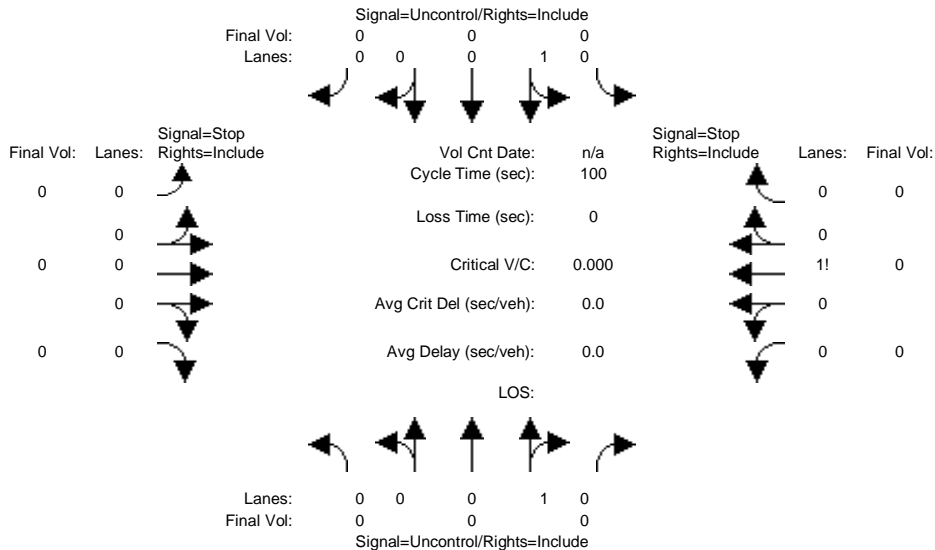 Signal=Uncontrol/Rights=Include
Final Vol: 0 0 0
Lanes: 0 0 0 1 0
Signal=Stop Signal=Stop
Final Vol: Lanes: Rights=Include Vol Cnt Date: n/a Rights=Include Lanes: Final Vol:
Cycle Time (sec): 100
0 0 0 0
Loss Time (sec): 0
0 0
0 0 Critical V/C: 0.000 1! 0
0 Avg Crit Del (sec/veh): 0.0 0
0 0 Avg Delay (sec/veh): 0.0 0 0
LOS:
Lanes: 0 0 0 1 0
Final Vol: 0 0 0
Signal=Uncontrol/Rights=Include